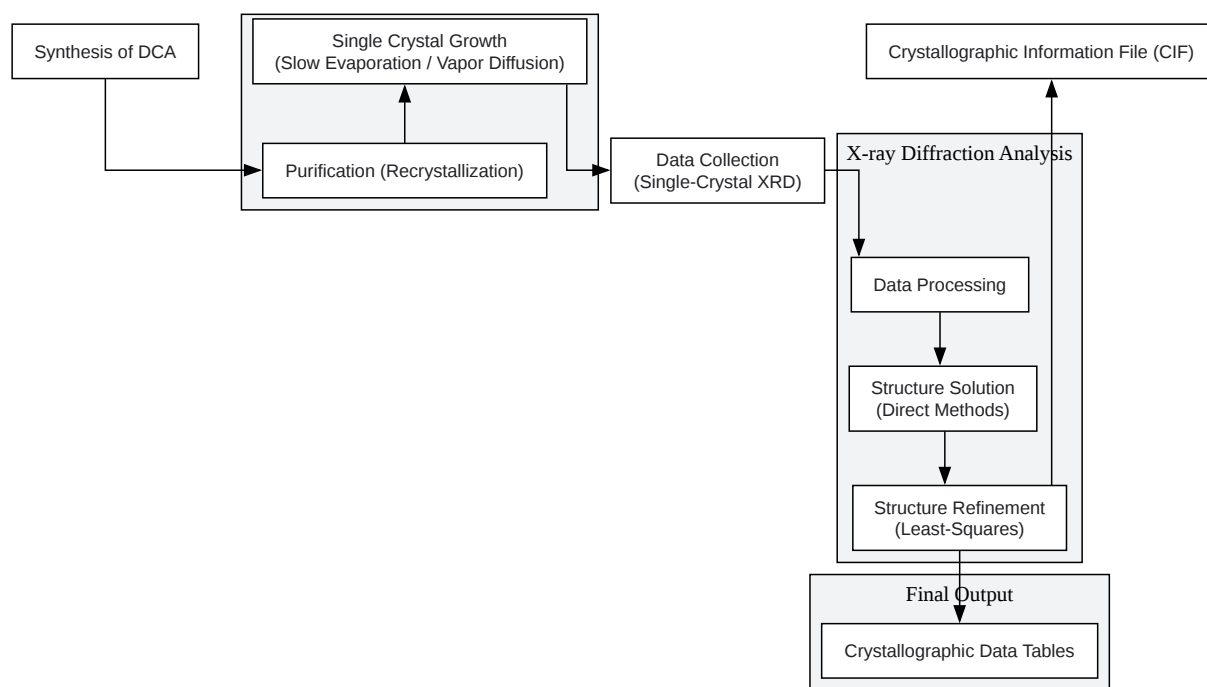 Synthesis of DCA
Single Crystal Growth
(Slow Evaporation / Vapor Diffusion)
Purification (Recrystallization)
Data Collection
(Single-Crystal XRD)
Crystallographic Information File (CIF)
X-ray Diffraction Analysis
Data Processing
Structure Solution
(Direct Methods)
Structure Refinement
(Least-Squares)
Final Output
Crystallographic Data Tables